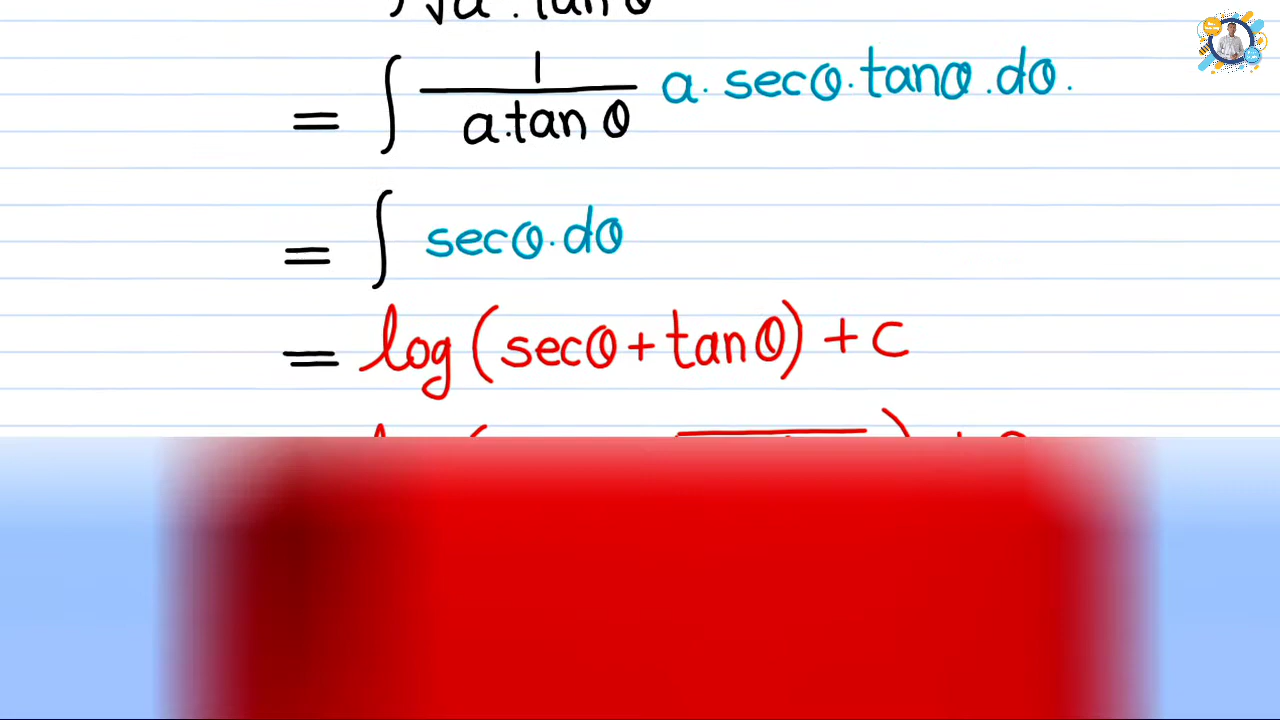 = ∫ 1 / (a.tan θ) a. secθ. tanθ .dθ.
= ∫ secθ. dθ
= log (secθ + tanθ) + c